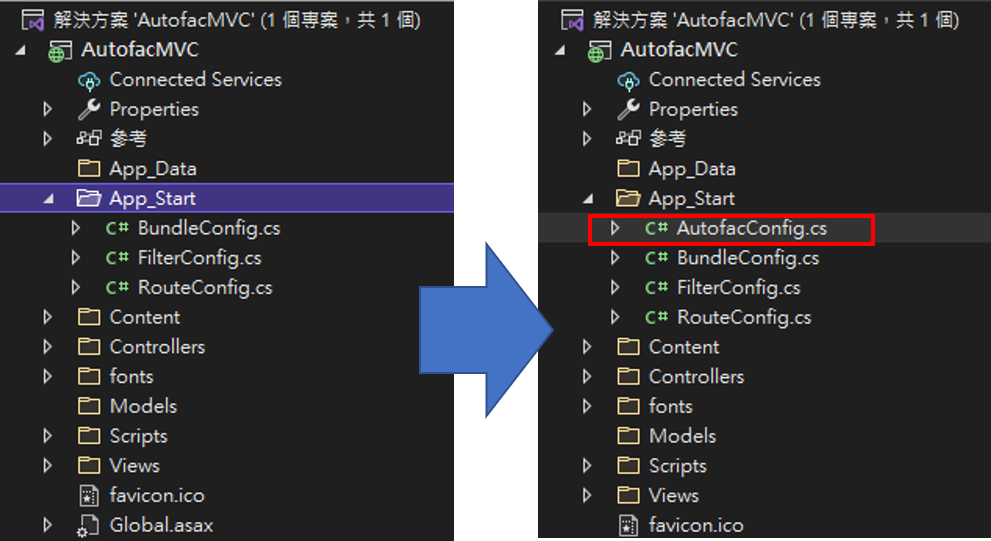 解決方案 'AutofacMVC' (1 個專案，共 1 個)
AutofacMVC
Connected Services
Properties
參考
App_Data
App_Start
C# BundleConfig.cs
C# FilterConfig.cs
C# RouteConfig.cs
Content
Controllers
fonts
Models
Scripts
Views
favicon.ico
Global.asax
解決方案 'AutofacMVC' (1 個專案，共 1 個)
AutofacMVC
Connected Services
Properties
參考
App_Data
App_Start
C# AutofacConfig.cs
C# BundleConfig.cs
C# FilterConfig.cs
C# RouteConfig.cs
Content
Controllers
fonts
Models
Scripts
Views
favicon.ico